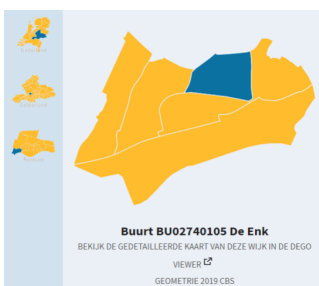 Buurt BU02740105 De Enk
BEKIJK DE GEDETAILLEERDE KAART VAN DEZE WIJK IN DE DEGO
VIEWER
GEOMETRIE 2019 CBS